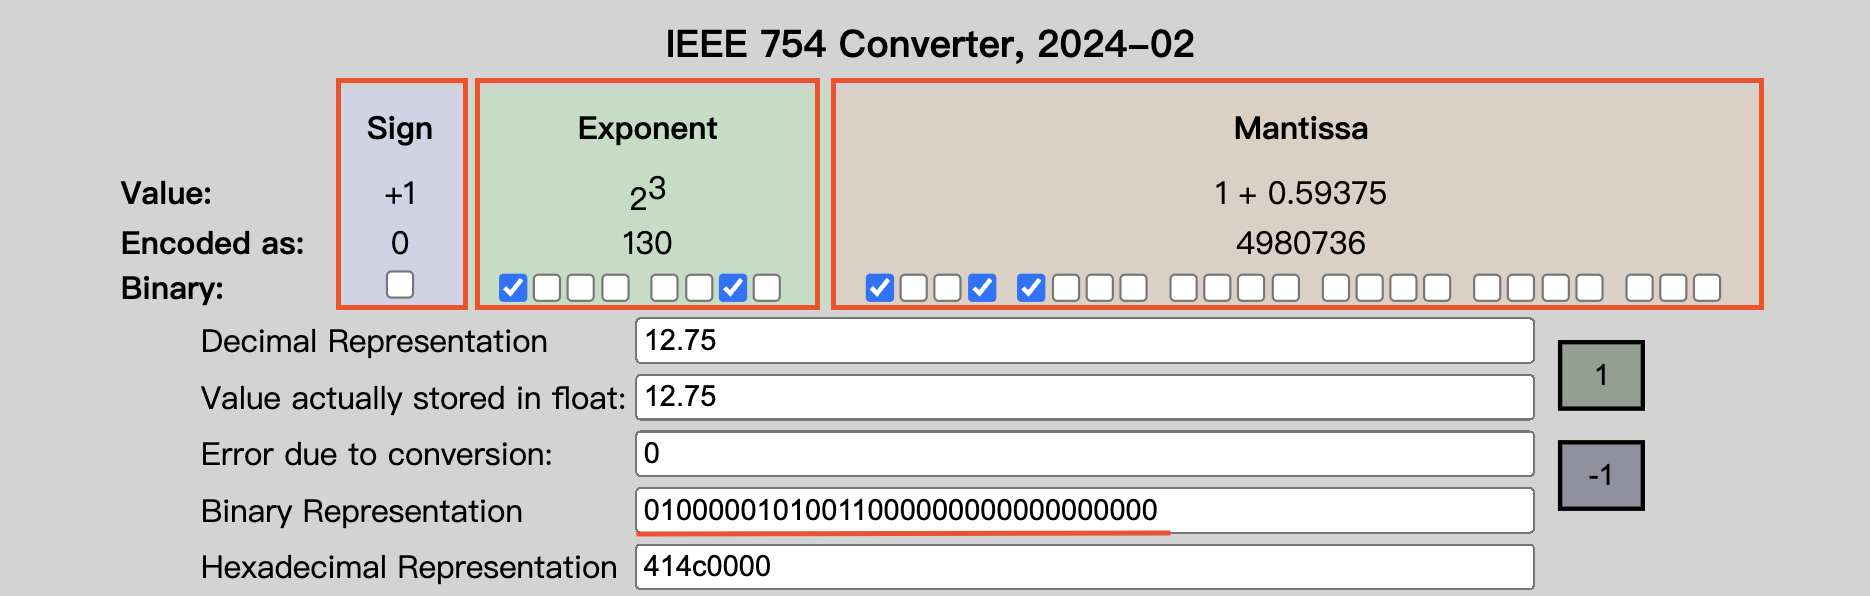 IEEE 754 Converter, 2024–02
Sign Exponent Mantissa
Value: +1 2³ 1 + 0.59375
Encoded as: 0 130 4980736
Binary:
Decimal Representation 12.75
1
Value actually stored in float: 12.75
Error due to conversion: 0
-1
Binary Representation 01000001010011000000000000000000
Hexadecimal Representation 414c0000